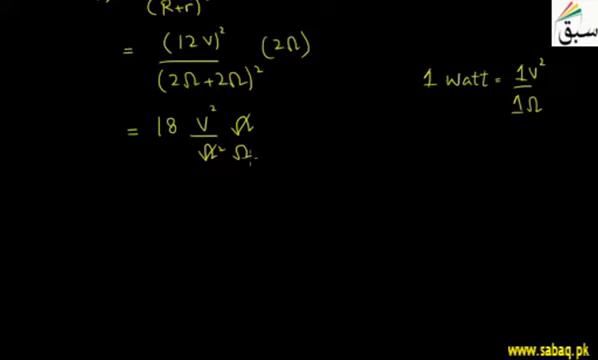 (R+r)²
= (12 V)² / (2Ω + 2Ω)² (2Ω)
= 18 V² Ω / Ω² Ω
1 watt = 1V² / 1Ω
سبق
www.sabaq.pk